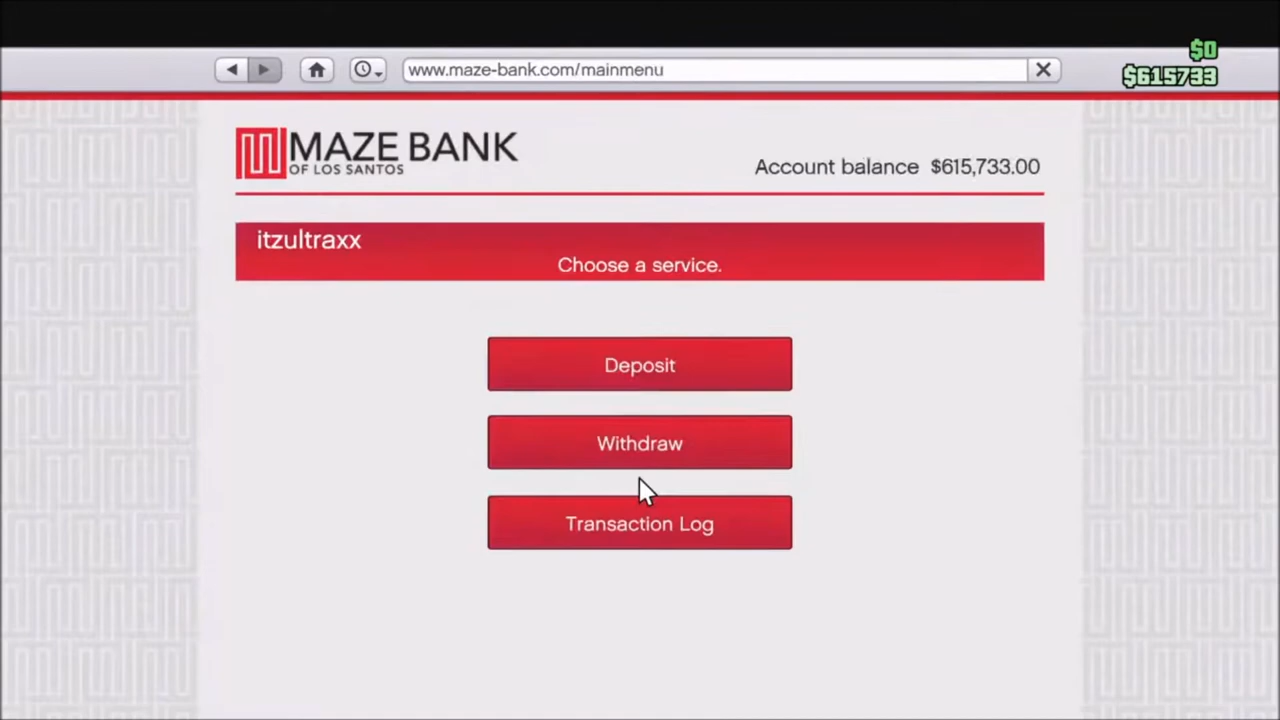 $0
www.maze-bank.com/mainmenu
$615733
MAZE BANK
OF LOS SANTOS
Account balance $615,733.00
itzultraxx
Choose a service.
Deposit
Withdraw
Transaction Log